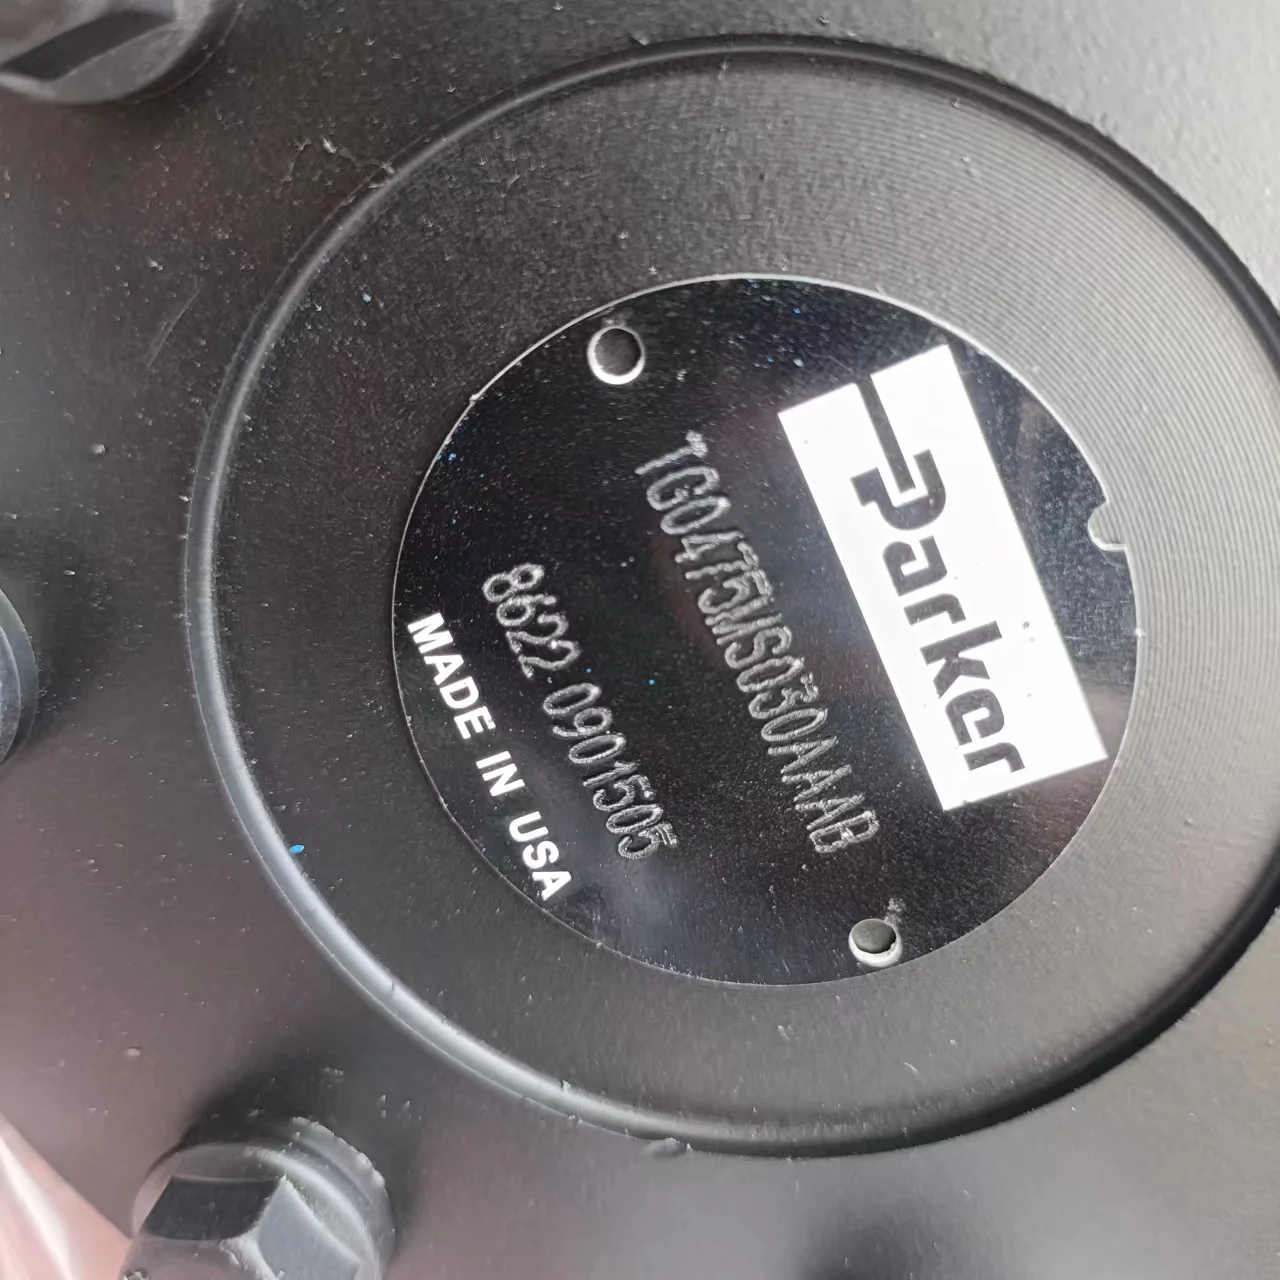 Parker
TG0475MS030AAAB
8622 0901505
MADE IN USA